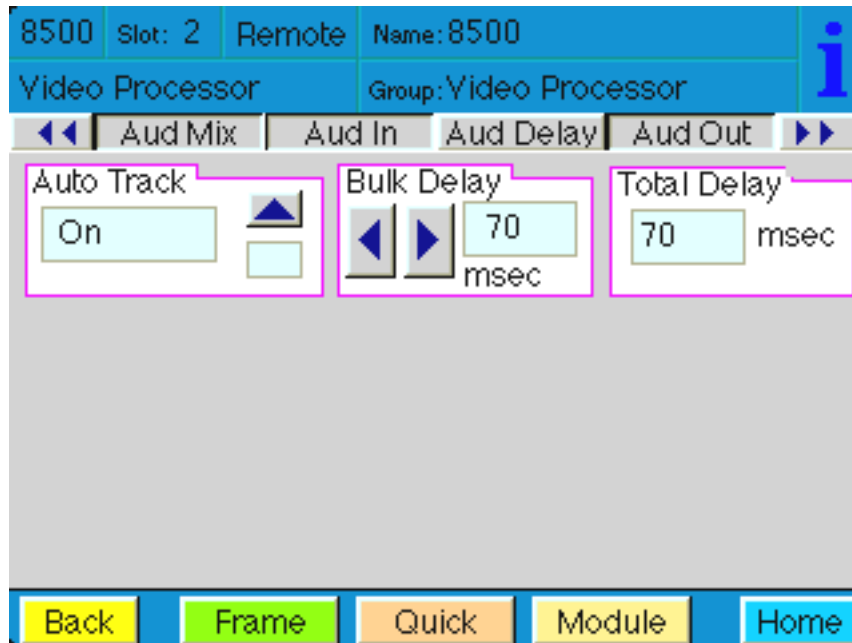 8500 Slot: 2 Remote Name: 8500
Video Processor Group: Video Processor
Aud Mix Aud In Aud Delay Aud Out
Auto Track Bulk Delay Total Delay
On 70 70 msec
msec
Back Frame Quick Module Home